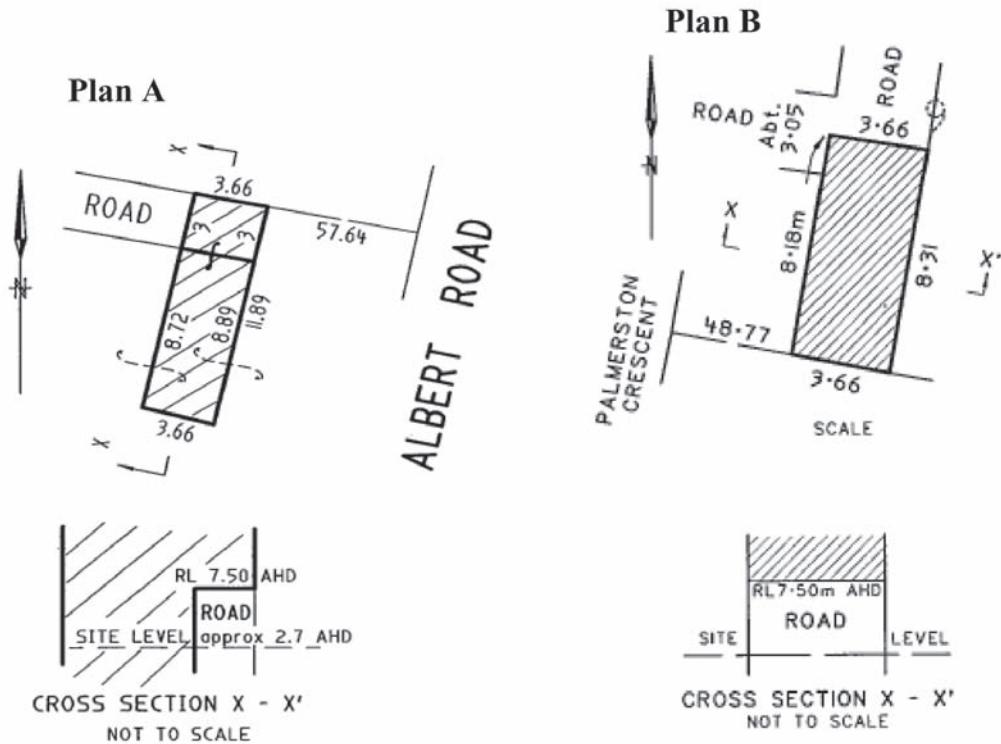 Plan A
X
3.66
ROAD
3
3
57.64
8.72
8.89
11.89
N
3.66
X
ALBERT ROAD
RL 7.50 AHD
ROAD
SITE LEVEL approx 2.7 AHD
CROSS SECTION X - X'
NOT TO SCALE
Plan B
ROAD
ROAD
Abt.
3.05
3.66
N
X
8.18m
8.31
X'
PALMERSTON
CRESCENT
48.77
3.66
SCALE
RL7.50m AHD
ROAD
SITE LEVEL
CROSS SECTION X - X'
NOT TO SCALE